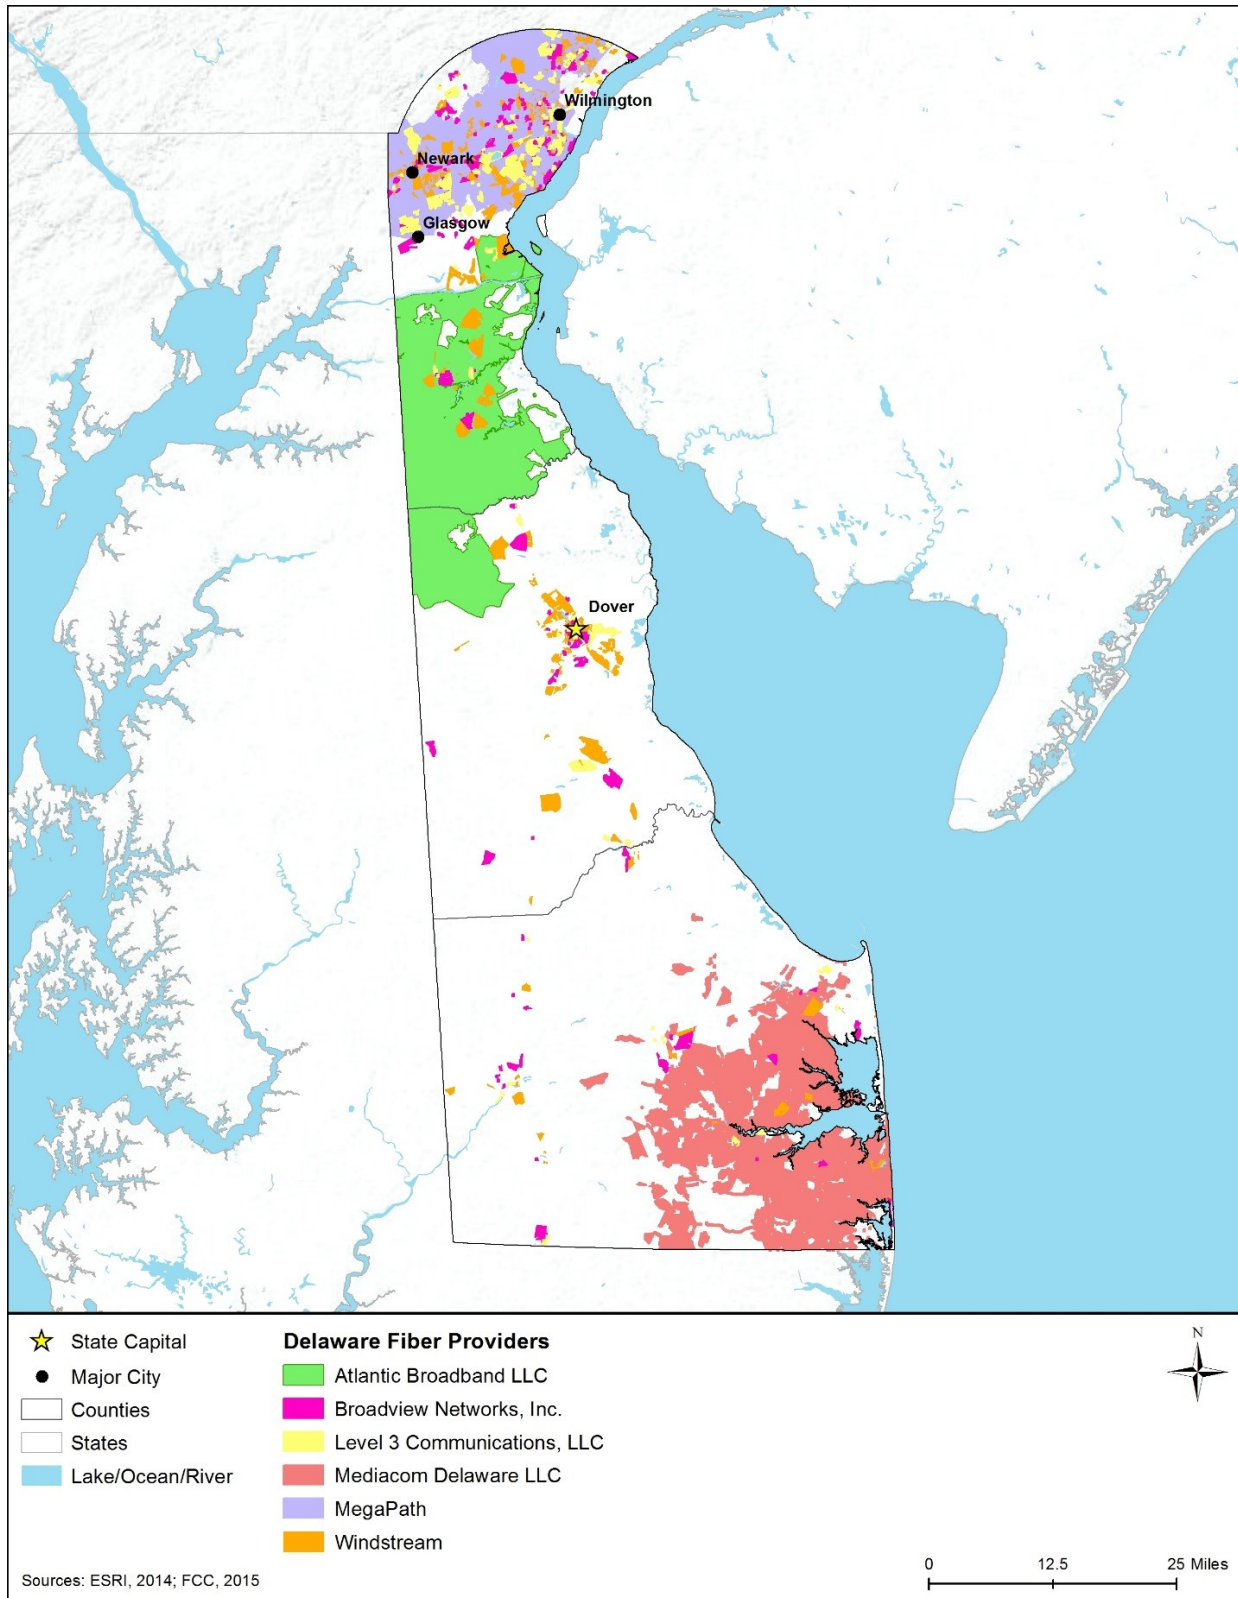 Wilmington
Newark
Glasgow
Dover
State Capital
Major City
Counties
States
Lake/Ocean/River
Delaware Fiber Providers
Atlantic Broadband LLC
Broadview Networks, Inc.
Level 3 Communications, LLC
Mediacom Delaware LLC
MegaPath
Windstream
N
0 12.5 25 Miles
Sources: ESRI, 2014; FCC, 2015